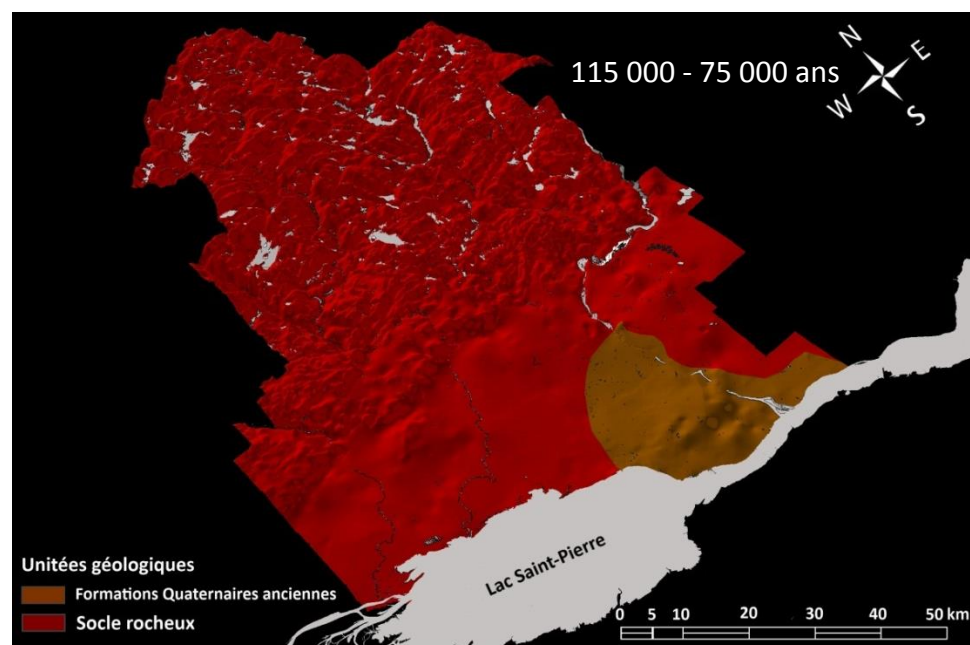 115 000 - 75 000 ans
N
E
W
S
Lac Saint-Pierre
Unitées géologiques
Formations Quaternaires anciennes
Socle rocheux
0 5 10 20 30 40 50 km